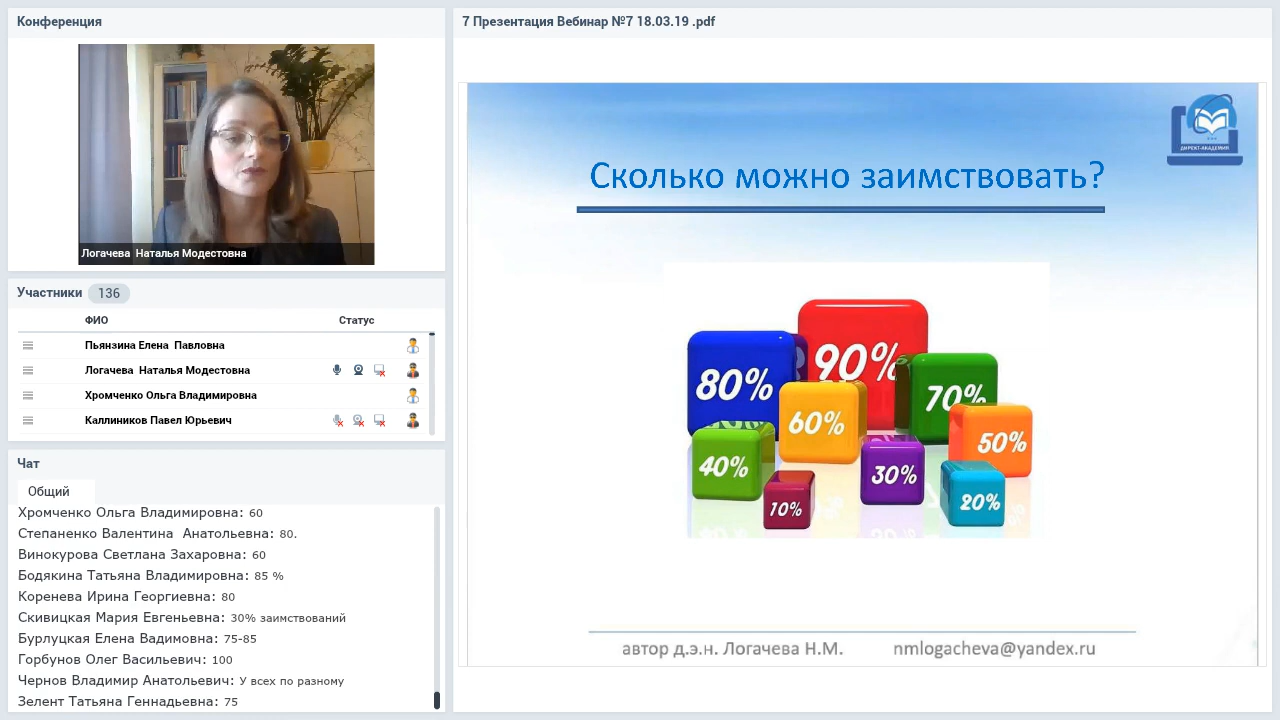 Конференция
Логачева  Наталья Модестовна
Участники 136
ФИО Статус
Пьянзина Елена  Павловна
Логачева  Наталья Модестовна
Хромченко Ольга Владимировна
Каллиников Павел Юрьевич
Чат
Общий
Хромченко Ольга Владимировна: 60
Степаненко Валентина  Анатольевна: 80.
Винокурова Светлана Захаровна: 60
Бодякина Татьяна Владимировна: 85 %
Коренева Ирина Георгиевна: 80
Скивицкая Мария Евгеньевна: 30% заимствований
Бурлуцкая Елена Вадимовна: 75-85
Горбунов Олег Васильевич: 100
Чернов Владимир Анатольевич: У всех по разному
Зелент Татьяна Геннадьевна: 75
7 Презентация Вебинар №7 18.03.19 .pdf
ДИРЕКТ-АКАДЕМИЯ
Сколько можно заимствовать?
90%
80%
70%
60%
50%
40%
30%
20%
10%
автор д.э.н. Логачева Н.М. nmlogacheva@yandex.ru